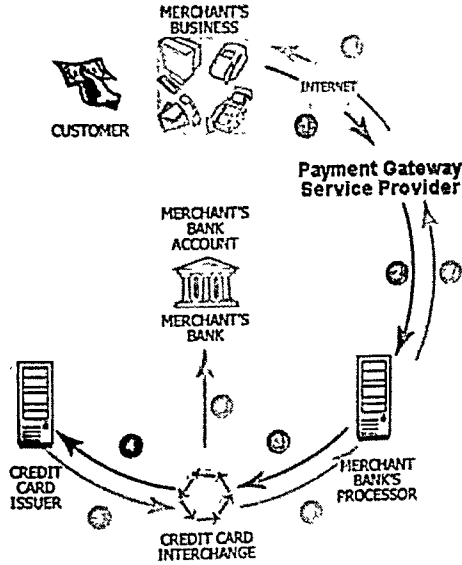 MERCHANT'S
BUSINESS
INTERNET
CUSTOMER
Payment Gateway
Service Provider
MERCHANT'S
BANK
ACCOUNT
MERCHANT'S
BANK
4
CREDIT
CARD
ISSUER
MERCHANT
BANK'S
PROCESSOR
CREDIT CARD
INTERCHANGE